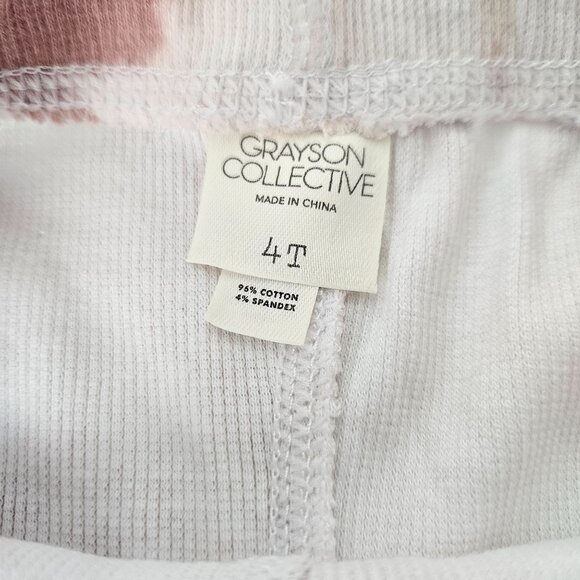 GRAYSON
COLLECTIVE
MADE IN CHINA
4T
96% COTTON
4% SPANDEX